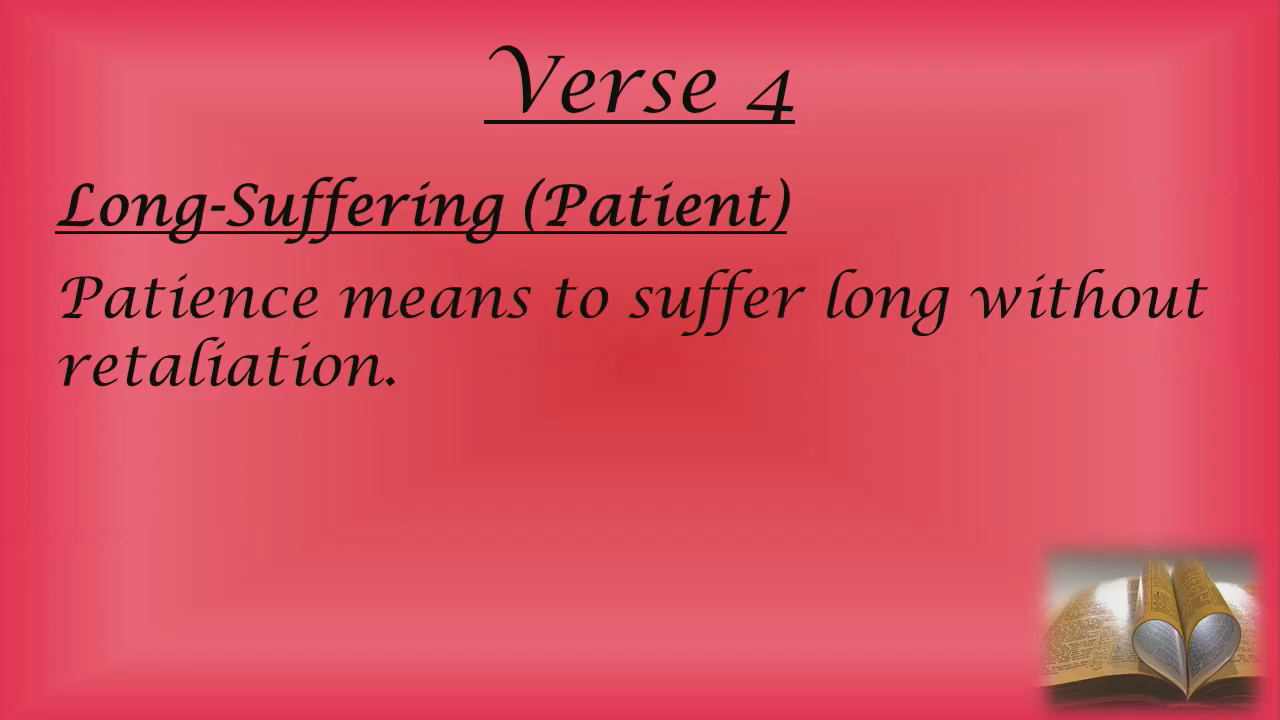 Verse 4
Long-Suffering (Patient)
Patience means to suffer long without
retaliation.